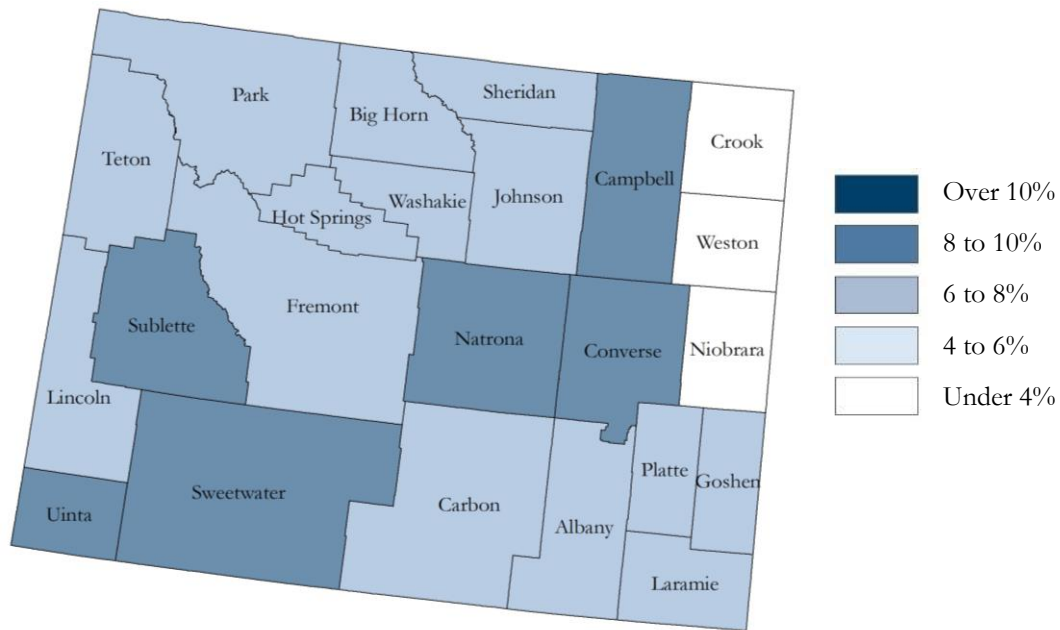 Park
Big Horn
Sheridan
Crook
Teton
Campbell
Johnson
Washakie
Hot Springs
Weston
Fremont
Sublette
Natrona
Converse
Niobrara
Lincoln
Sweetwater
Uinta
Carbon
Albany
Platte
Goshen
Laramie
Over 10%
8 to 10%
6 to 8%
4 to 6%
Under 4%